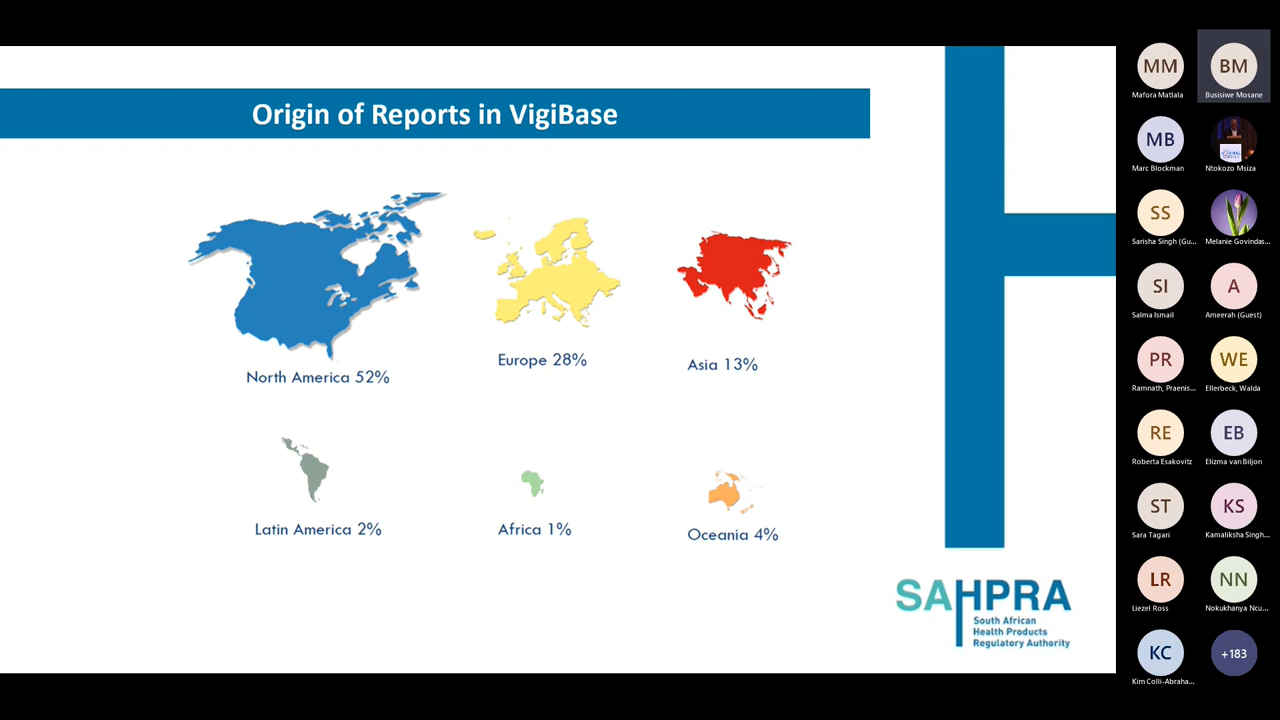 Origin of Reports in VigiBase
North America 52%
Europe 28%
Asia 13%
Latin America 2%
Africa 1%
Oceania 4%
SAHPRA
South African
Health Products
Regulatory Authority
MM
Mafora Matlala
BM
Busisiwe Mosane
MB
Marc Blockman
Ntokozo Msiza
SS
Sarisha Singh (Gu...
Melanie Govindas...
SI
Salma Ismail
A
Ameerah (Guest)
PR
Ramnath, Praenis...
WE
Ellerbeck, Walda
RE
Roberta Esakovitz
EB
Elizma van Biljon
ST
Sara Tagari
KS
Kamaliksha Singh...
LR
Liezel Ross
NN
Nokukhanya Ncu...
KC
Kim Colli-Abraha...
+183